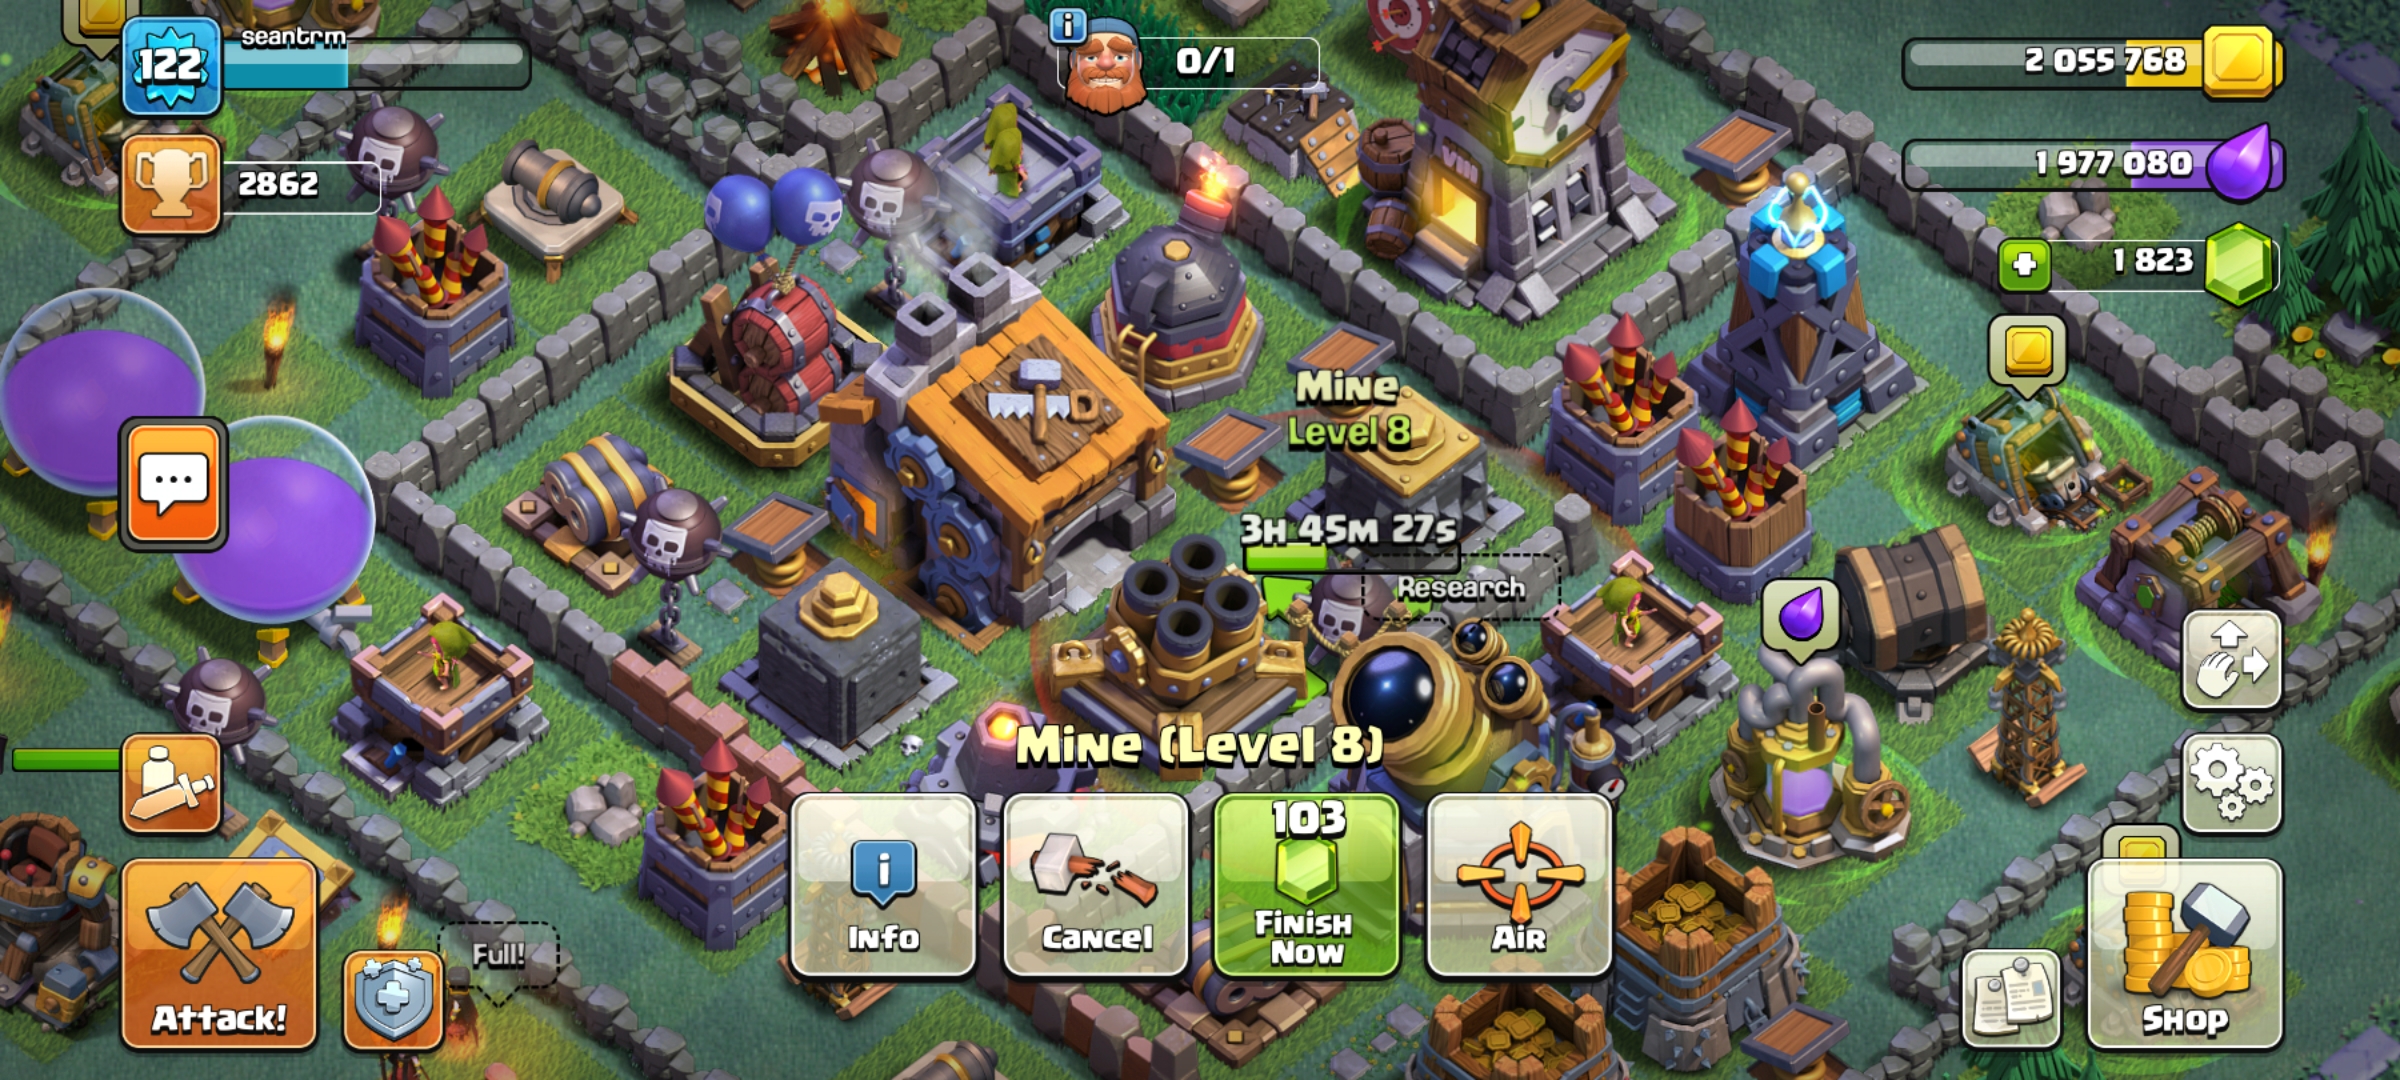 122
seantrm
0/1
2 055 768
2862
1 977 080
VIII
1 823
Mine
Level 8
3H 45M 27s
Research
Mine (Level 8)
103
Info
Cancel
Finish
Now
Air
Full!
Attack!
Shop